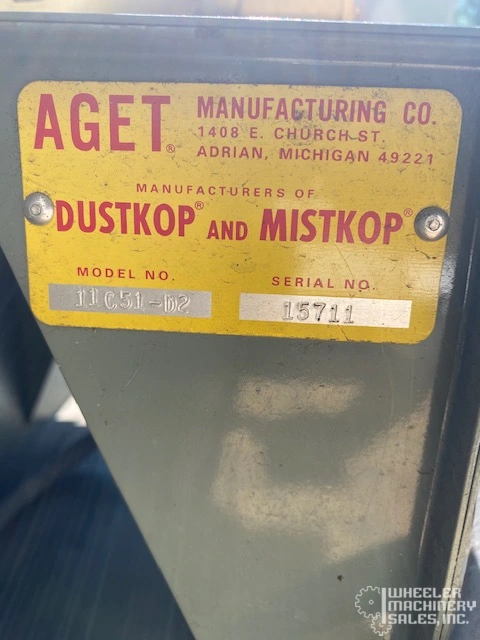 AGET® MANUFACTURING CO.
1408 E. CHURCH ST.
ADRIAN, MICHIGAN 49221
MANUFACTURERS OF
DUSTKOP® AND MISTKOP®
MODEL NO. SERIAL NO.
11C51-D2 15711
WHEELER
MACHINERY
SALES, INC.